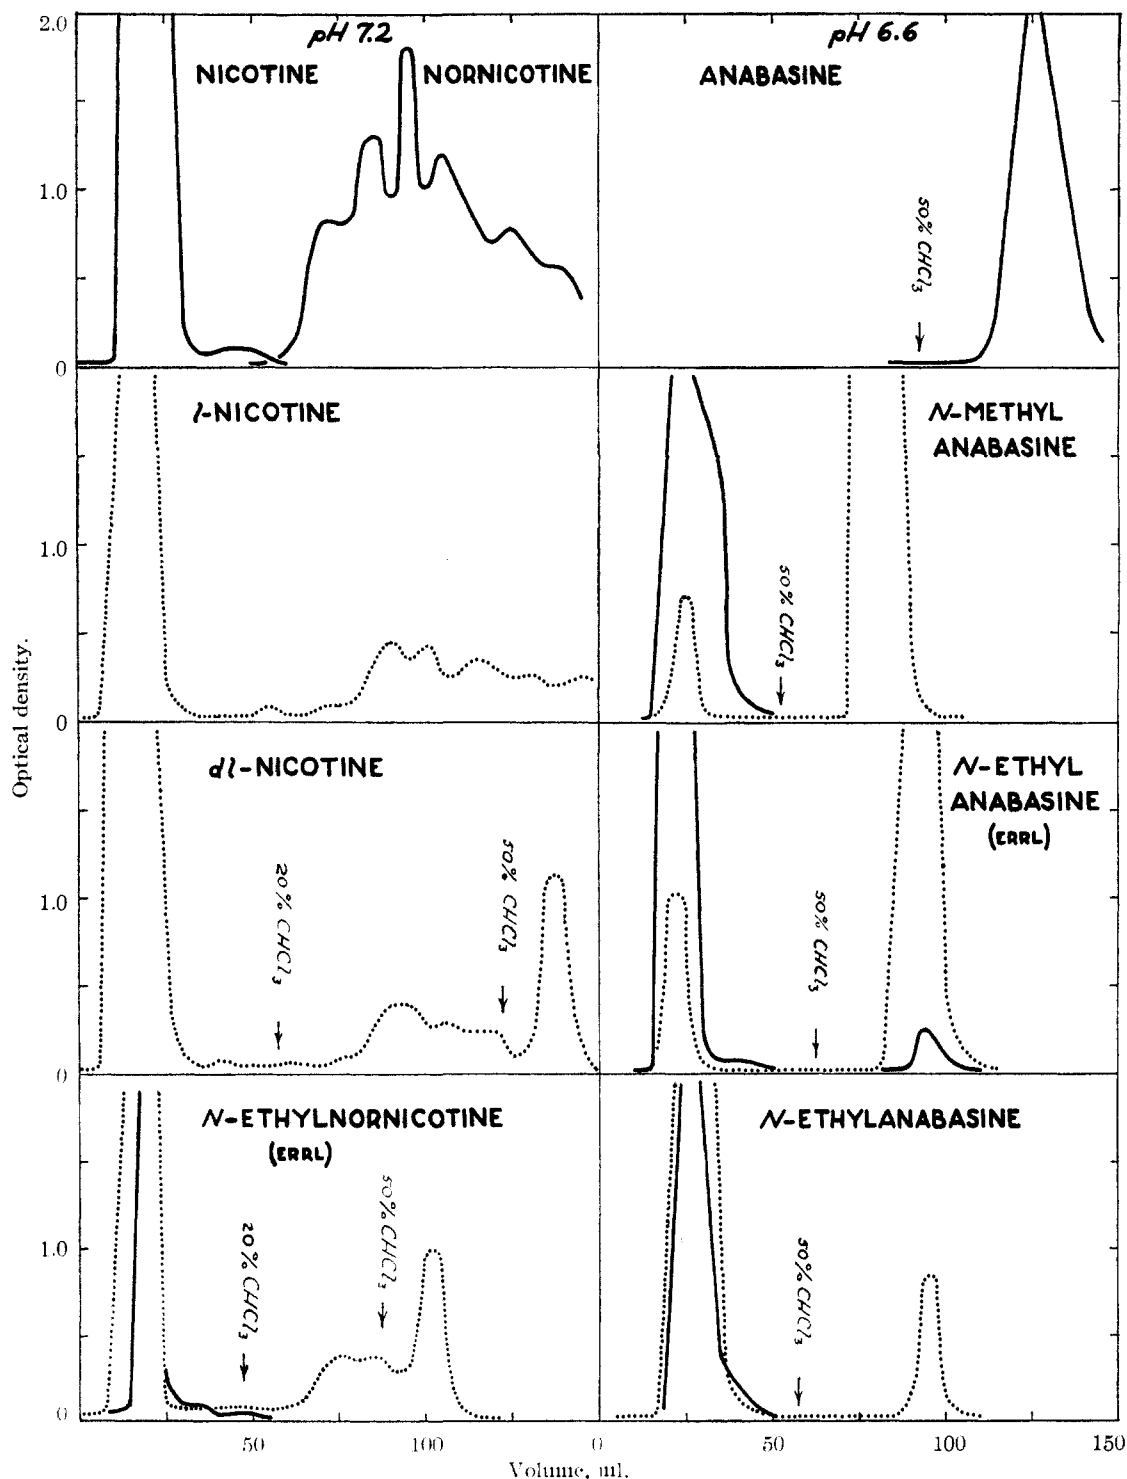 pH 7.2
pH 6.6
2.0
NICOTINE
NORNICOTINE
ANABASINE
1.0
50% CHCl3
0
l-NICOTINE
N-METHYL
ANABASINE
1.0
50% CHCl3
0
dl-NICOTINE
N-ETHYL
ANABASINE
(ERRL)
1.0
20% CHCl3
50% CHCl3
50% CHCl3
0
N-ETHYLNORNICOTINE
(ERRL)
N-ETHYLANABASINE
1.0
20% CHCl3
50% CHCl3
50% CHCl3
0
50
100
0
50
100
150
Optical density.
Volume, ml.